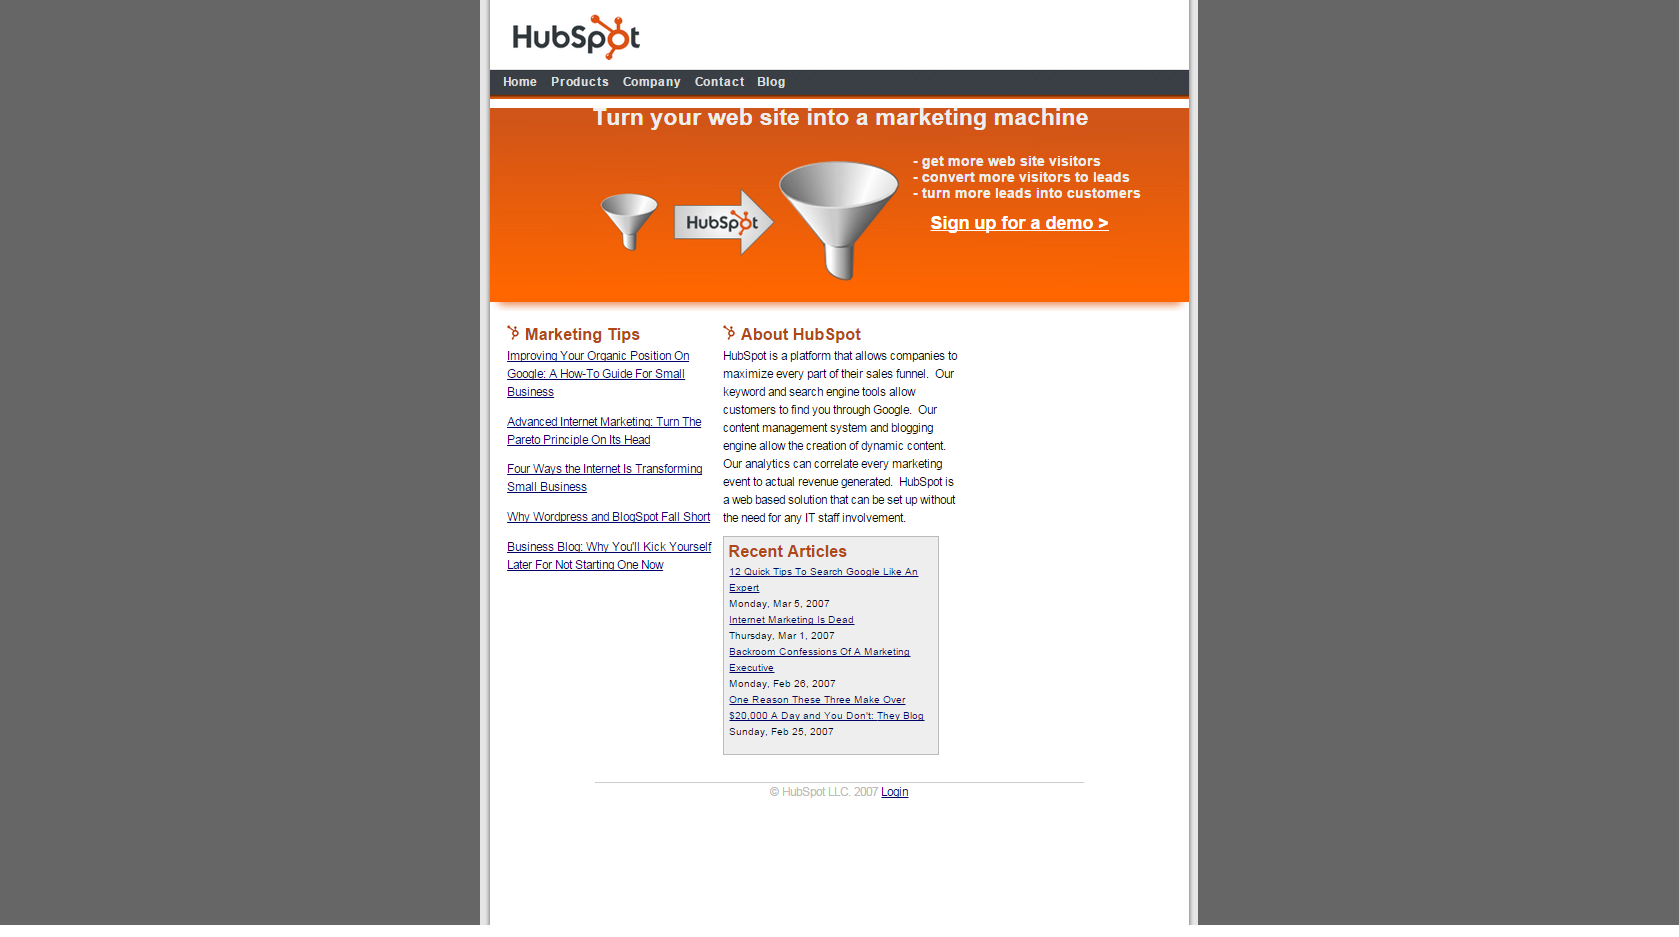 HubSpot
Home Products Company Contact Blog
Turn your web site into a marketing machine
- get more web site visitors
- convert more visitors to leads
- turn more leads into customers
HubSpot
Sign up for a demo >
Marketing Tips
Improving Your Organic Position On
Google: A How-To Guide For Small
Business
Advanced Internet Marketing: Turn The
Pareto Principle On Its Head
Four Ways the Internet Is Transforming
Small Business
Why Wordpress and BlogSpot Fall Short
Business Blog: Why You'll Kick Yourself
Later For Not Starting One Now
About HubSpot
HubSpot is a platform that allows companies to
maximize every part of their sales funnel. Our
keyword and search engine tools allow
customers to find you through Google. Our
content management system and blogging
engine allow the creation of dynamic content.
Our analytics can correlate every marketing
event to actual revenue generated. HubSpot is
a web based solution that can be set up without
the need for any IT staff involvement.
Recent Articles
12 Quick Tips To Search Google Like An
Expert
Monday, Mar 5, 2007
Internet Marketing Is Dead
Thursday, Mar 1, 2007
Backroom Confessions Of A Marketing
Executive
Monday, Feb 26, 2007
One Reason These Three Make Over
$20,000 A Day and You Don't: They Blog
Sunday, Feb 25, 2007
© HubSpot LLC. 2007 Login